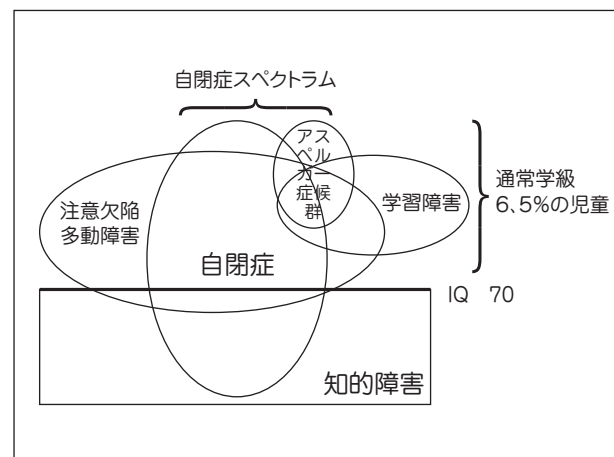 自閉症スペクトラム
アスペルガー症候群
注意欠陥
多動障害
学習障害
通常学級
6、5%の児童
自閉症
IQ 70
知的障害